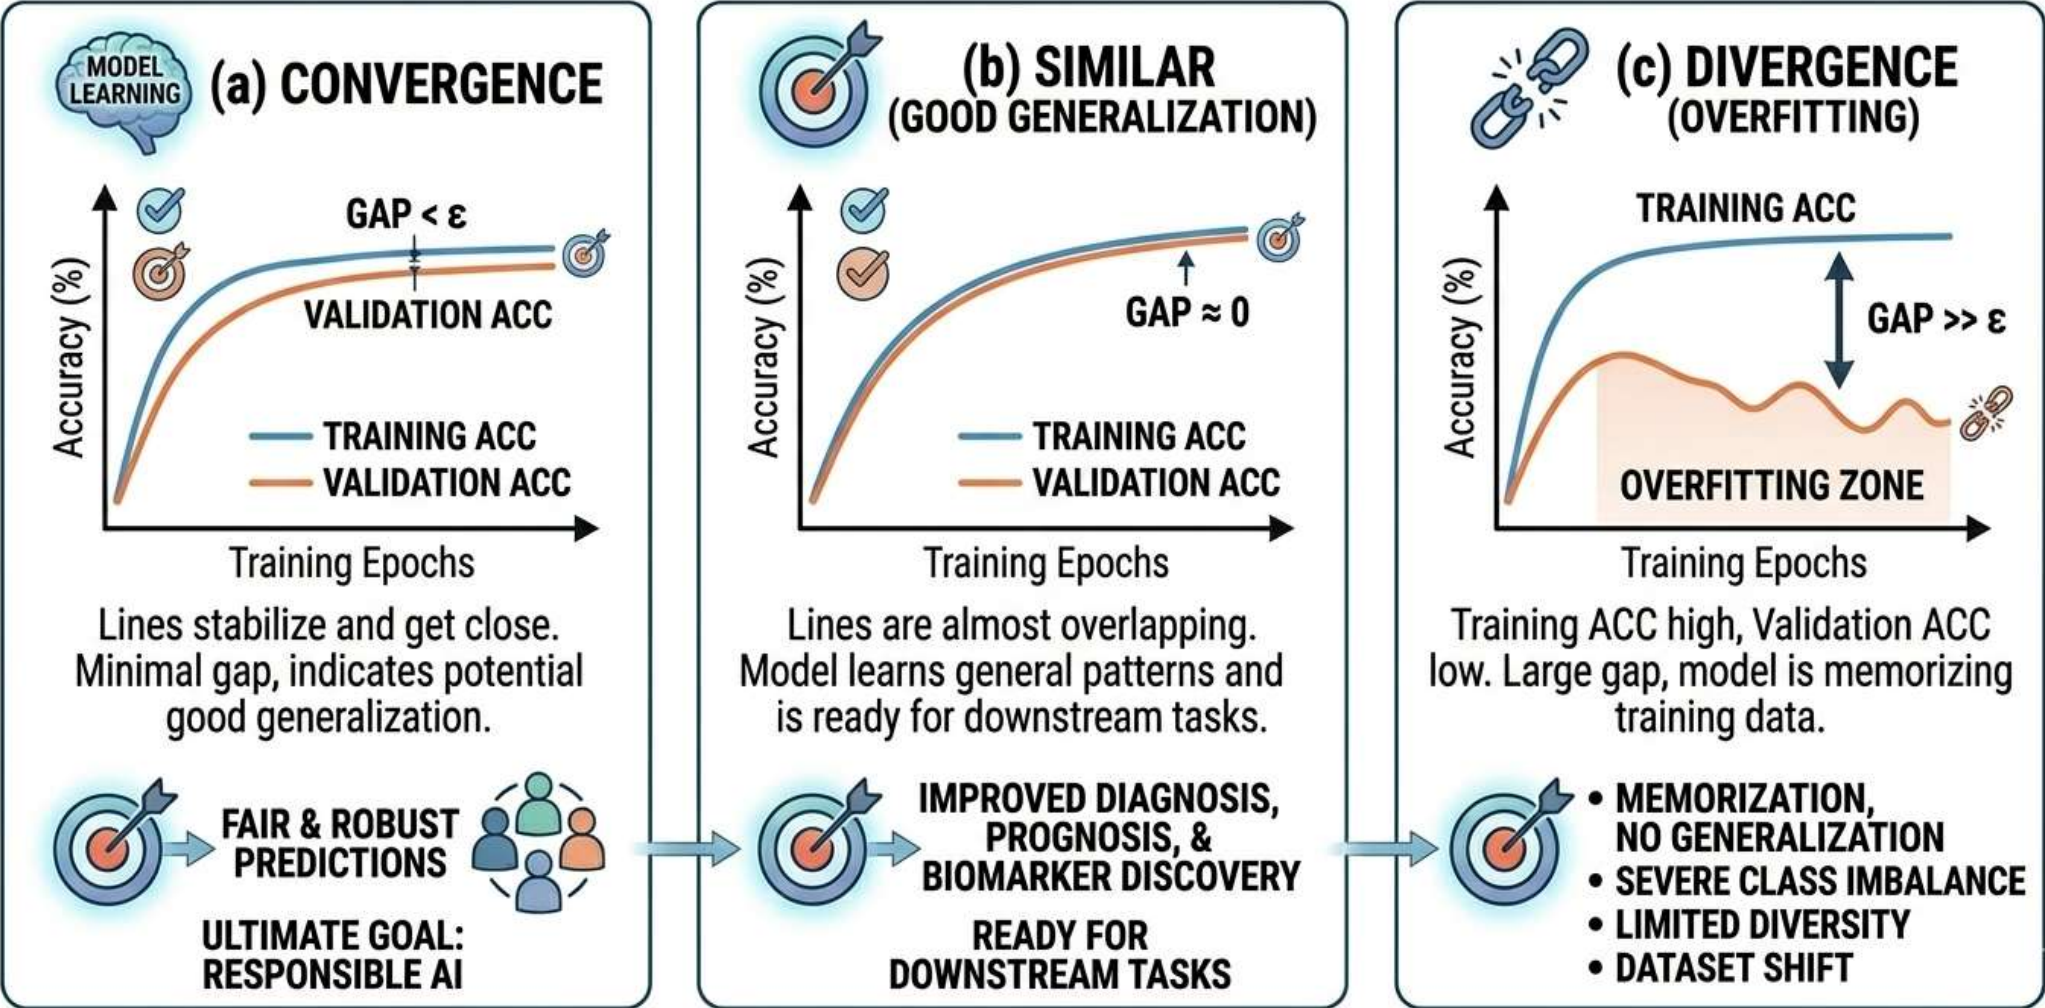 MODEL
LEARNING
(a) CONVERGENCE
GAP < ε
VALIDATION ACC
Accuracy (%)
TRAINING ACC
VALIDATION ACC
Training Epochs
Lines stabilize and get close.
Minimal gap, indicates potential
good generalization.
FAIR & ROBUST
PREDICTIONS
ULTIMATE GOAL:
RESPONSIBLE AI
(b) SIMILAR
(GOOD GENERALIZATION)
GAP ≈ 0
Accuracy (%)
TRAINING ACC
VALIDATION ACC
Training Epochs
Lines are almost overlapping.
Model learns general patterns and
is ready for downstream tasks.
IMPROVED DIAGNOSIS,
PROGNOSIS, &
BIOMARKER DISCOVERY
READY FOR
DOWNSTREAM TASKS
(c) DIVERGENCE
(OVERFITTING)
TRAINING ACC
GAP >> ε
Accuracy (%)
OVERFITTING ZONE
Training Epochs
Training ACC high, Validation ACC
low. Large gap, model is memorizing
training data.
• MEMORIZATION,
NO GENERALIZATION
• SEVERE CLASS IMBALANCE
• LIMITED DIVERSITY
• DATASET SHIFT